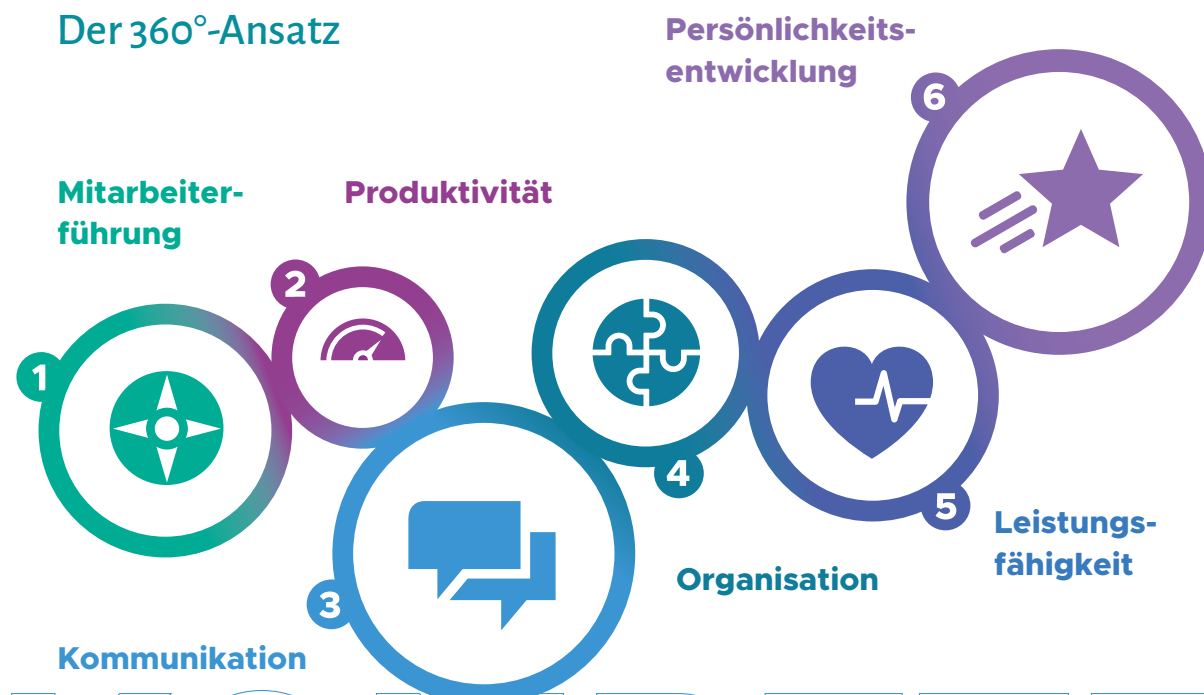 Der 360°-Ansatz
Persönlichkeits-
entwicklung
6
Mitarbeiter-
führung
Produktivität
2
1
4
5
Leistungs-
fähigkeit
Organisation
3
Kommunikation